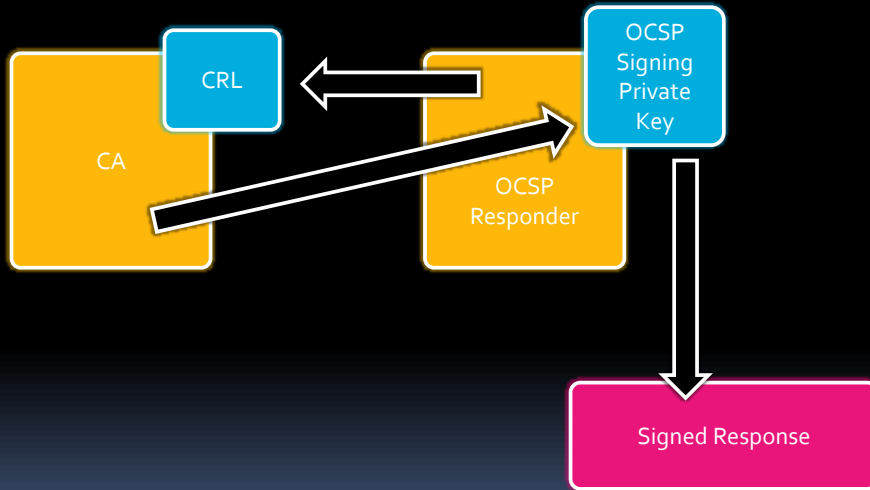 CA
CRL
OCSP
Responder
OCSP
Signing
Private
Key
Signed Response